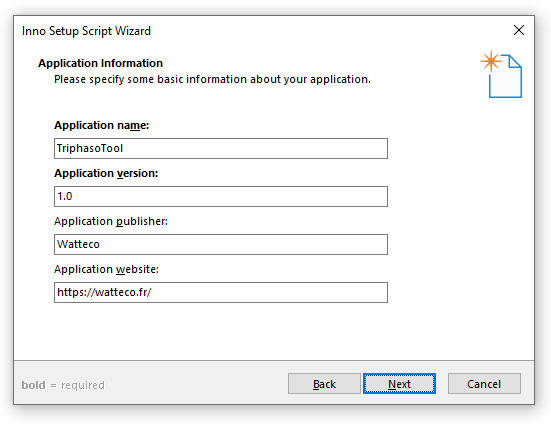 Inno Setup Script Wizard
Application Information
Please specify some basic information about your application.
Application name:
TriphasoTool
Application version:
1.0
Application publisher:
Watteco
Application website:
https://watteco.fr/
bold = required
Back
Next
Cancel